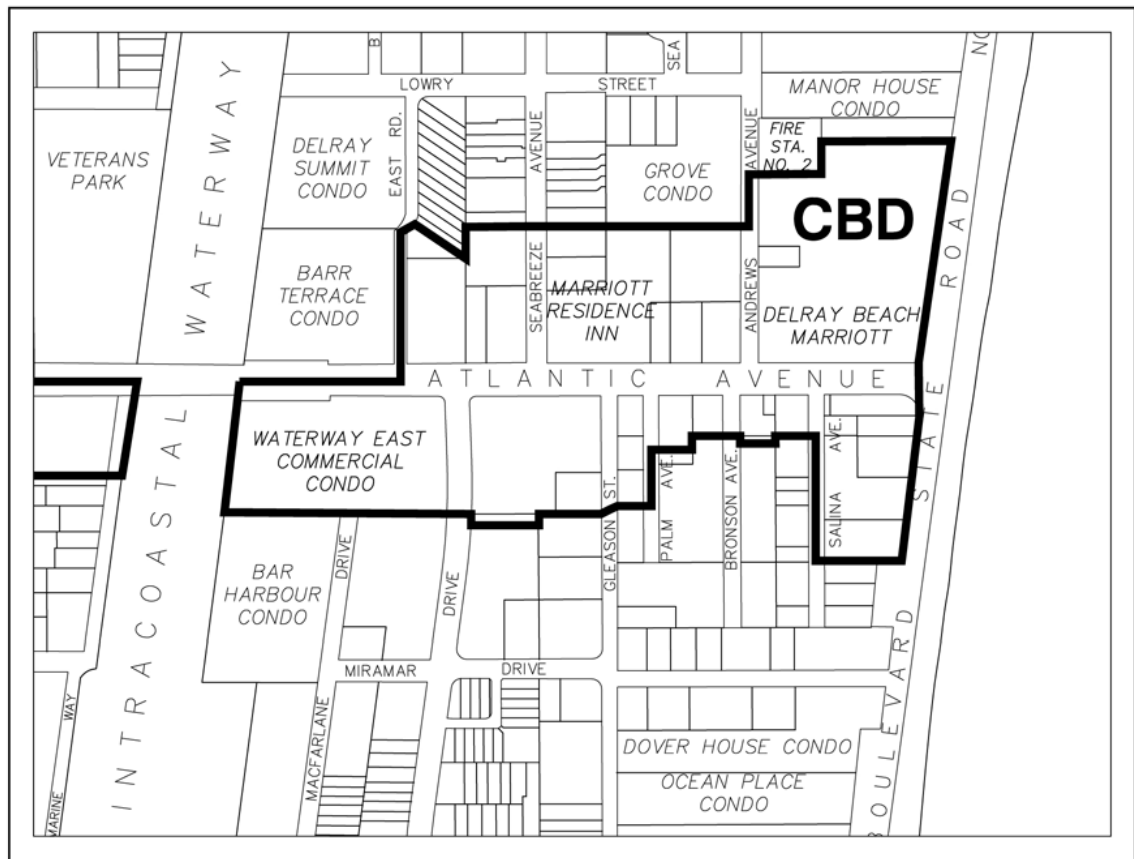 B
SEA
NO
LOWRY STREET
MANOR HOUSE
CONDO
VETERANS
PARK
INTRACOASTAL WATERWAY
DELRAY
SUMMIT
CONDO
EAST RD.
AVENUE
GROVE
CONDO
AVENUE
FIRE
STA.
NO. 2
CBD
BARR
TERRACE
CONDO
SEABREEZE
MARRIOTT
RESIDENCE
INN
ANDREWS
DELRAY BEACH
MARRIOTT
STATE ROAD
ATLANTIC AVENUE
WATERWAY EAST
COMMERCIAL
CONDO
GLEASON ST.
PALM AVE.
BRONSON AVE.
SALINA AVE.
BAR
HARBOUR
CONDO
DRIVE
DRIVE
MIRAMAR DRIVE
MARINE WAY
MACFARLANE
BOULEVARD
DOVER HOUSE CONDO
OCEAN PLACE
CONDO